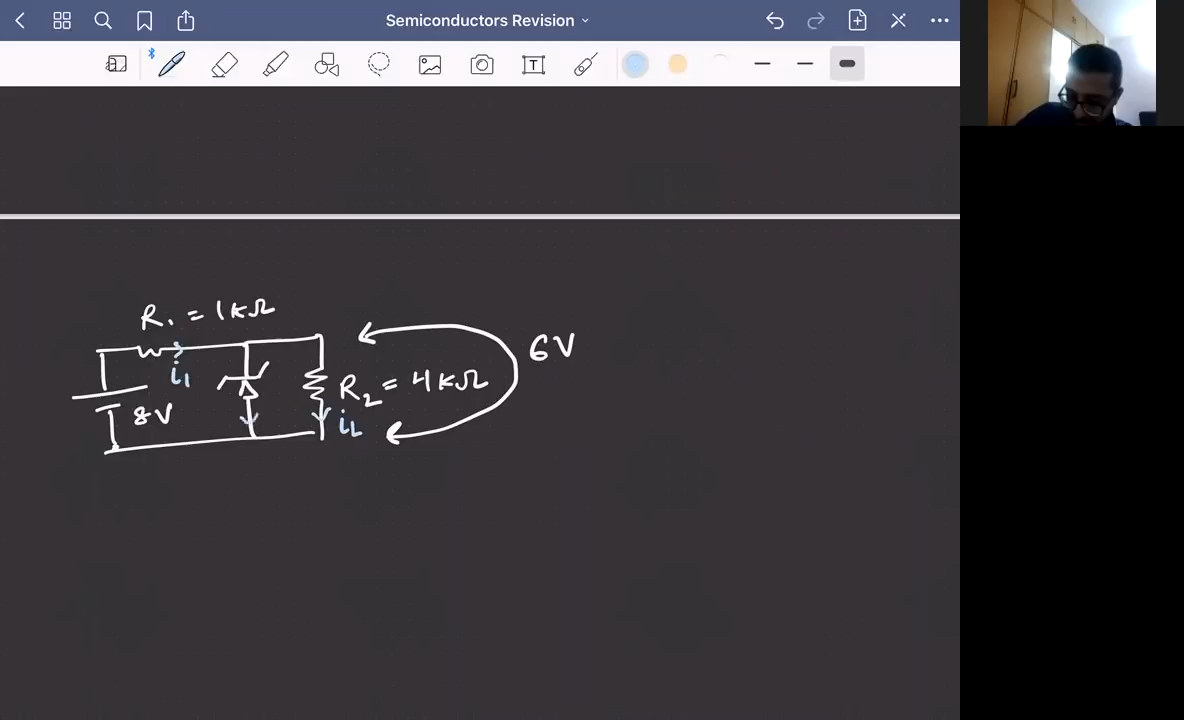 Semiconductors Revision
T
R₁ = 1kΩ
6V
i₁
R₂ = 4kΩ
8V
iL